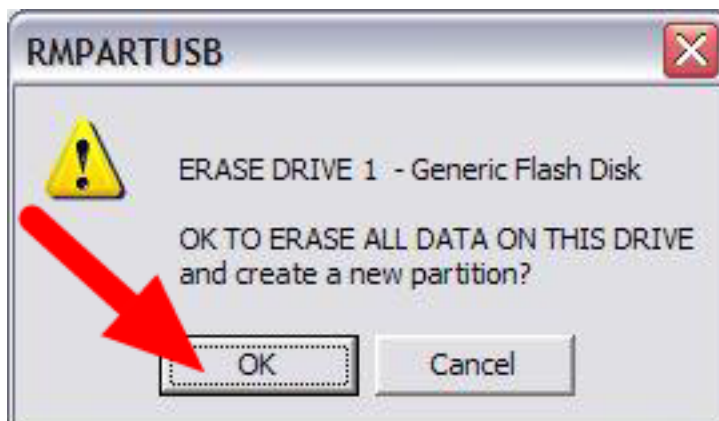 RMPARTUSB
ERASE DRIVE 1 - Generic Flash Disk
OK TO ERASE ALL DATA ON THIS DRIVE
and create a new partition?
OK
Cancel